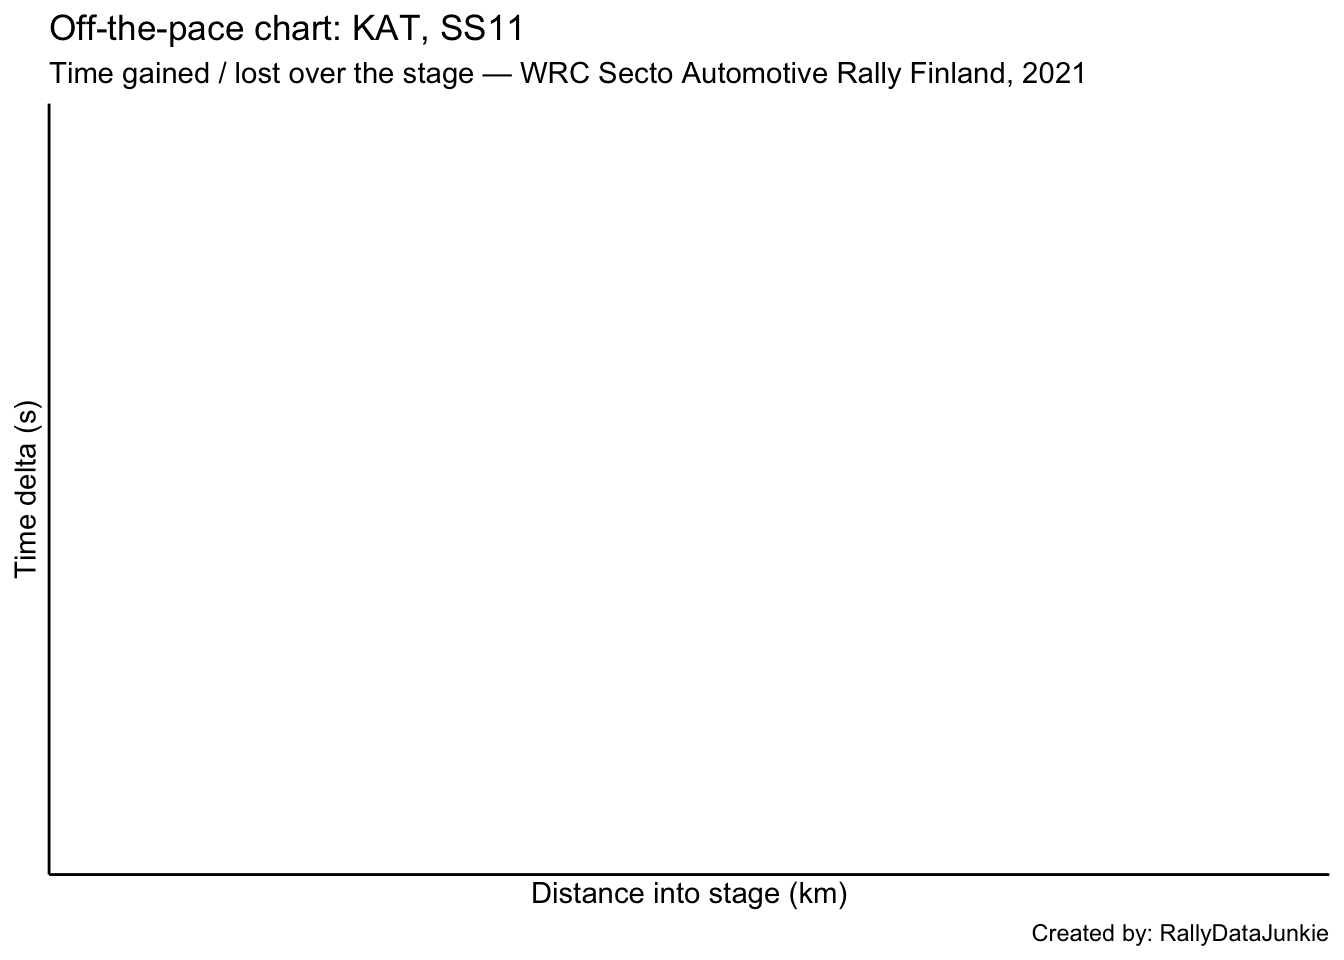 Off-the-pace chart: KAT, SS11
Time gained / lost over the stage — WRC Secto Automotive Rally Finland, 2021
Time delta (s)
Distance into stage (km)
Created by: RallyDataJunkie